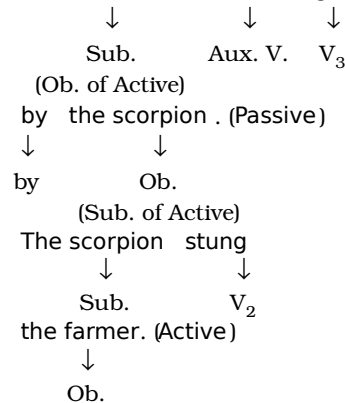 ↓ ↓ ↓
Sub. Aux. V. V₃
(Ob. of Active)
by the scorpion . (Passive)
↓ ↓
by Ob.
(Sub. of Active)
The scorpion stung
↓ ↓
Sub. V₂
the farmer. (Active)
↓
Ob.